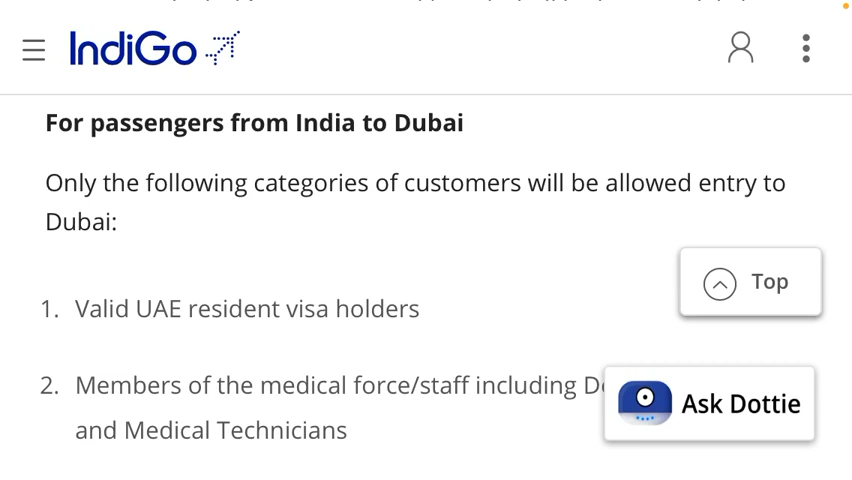 IndiGo
For passengers from India to Dubai
Only the following categories of customers will be allowed entry to
Dubai:
Top
1. Valid UAE resident visa holders
2. Members of the medical force/staff including
Ask Dottie
and Medical Technicians